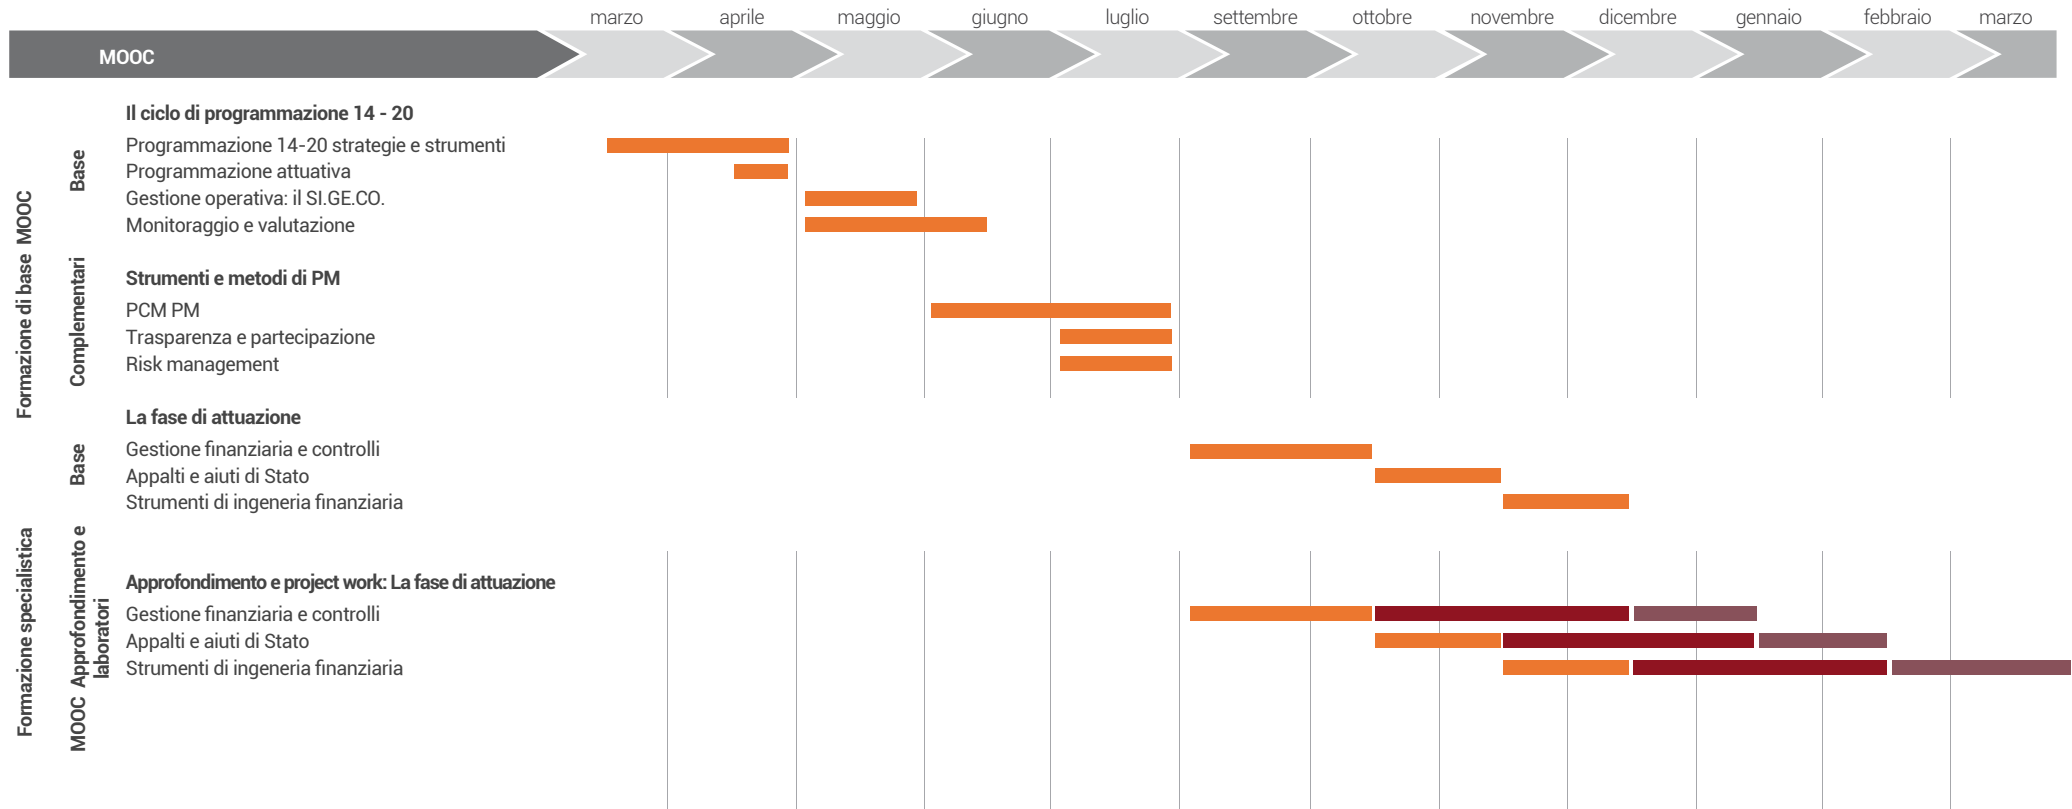 marzo aprile maggio giugno luglio settembre ottobre novembre dicembre gennaio febbraio marzo
MOOC
Formazione di base MOOC
Base
Il ciclo di programmazione 14 - 20
Programmazione 14-20 strategie e strumenti
Programmazione attuativa
Gestione operativa: il SI.GE.CO.
Monitoraggio e valutazione
Complementari
Strumenti e metodi di PM
PCM PM
Trasparenza e partecipazione
Risk management
Base
La fase di attuazione
Gestione finanziaria e controlli
Appalti e aiuti di Stato
Strumenti di ingeneria finanziaria
Formazione specialistica
MOOC Approfondimento e
laboratori
Approfondimento e project work: La fase di attuazione
Gestione finanziaria e controlli
Appalti e aiuti di Stato
Strumenti di ingeneria finanziaria